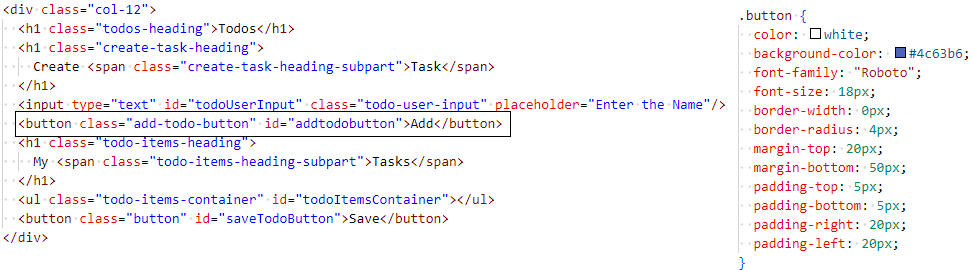 <div class="col-12">
<h1 class="todos-heading">Todos</h1>
<h1 class="create-task-heading">
Create <span class="create-task-heading-subpart">Task</span>
</h1>
<input type="text" id="todoUserInput" class="todo-user-input" placeholder="Enter the Name"/>
<button class="add-todo-button" id="addtodobutton">Add</button>
<h1 class="todo-items-heading">
My <span class="todo-items-heading-subpart">Tasks</span>
</h1>
<ul class="todo-items-container" id="todoItemsContainer"></ul>
<button class="button" id="saveTodoButton">Save</button>
</div>
.button {
color: white;
background-color: #4c63b6;
font-family: "Roboto";
font-size: 18px;
border-width: 0px;
border-radius: 4px;
margin-top: 20px;
margin-bottom: 50px;
padding-top: 5px;
padding-bottom: 5px;
padding-right: 20px;
padding-left: 20px;
}